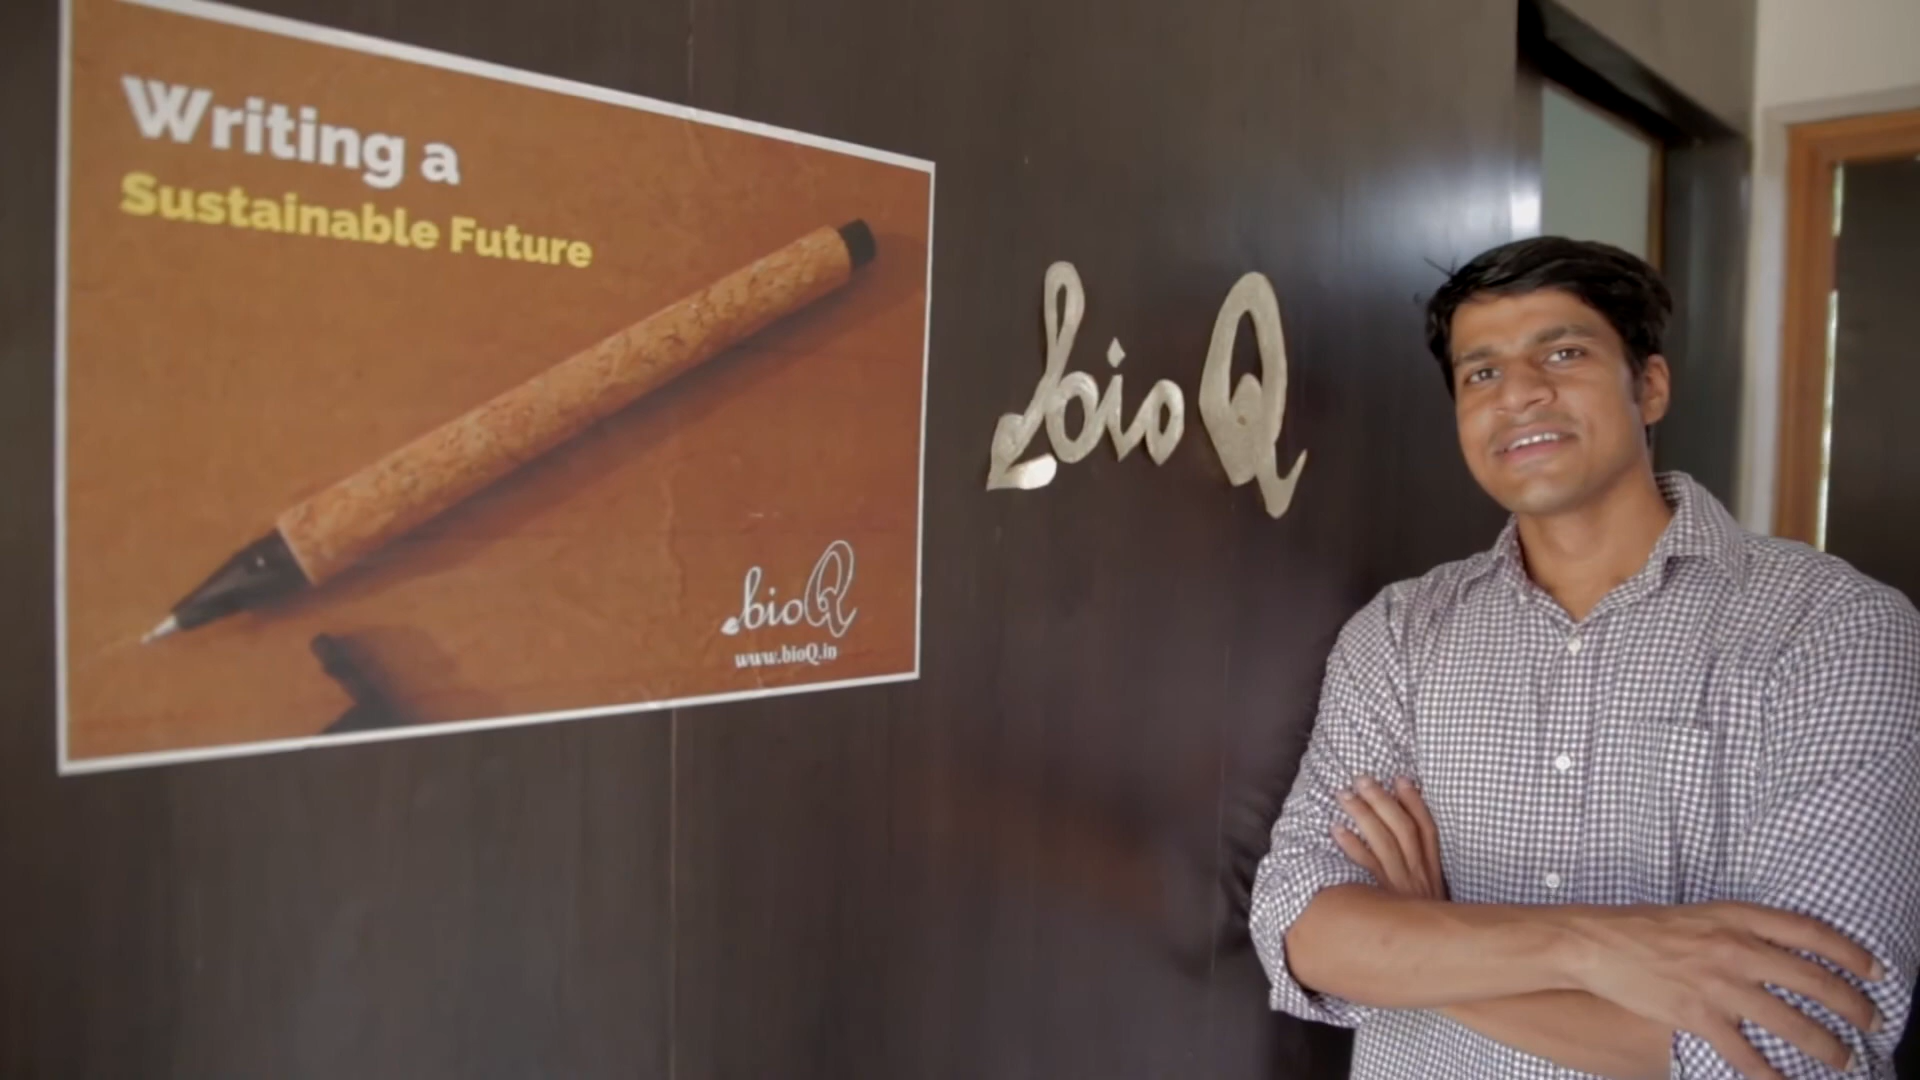 Writing a
Sustainable Future
bioQ
www.bioQ.in
bioQ